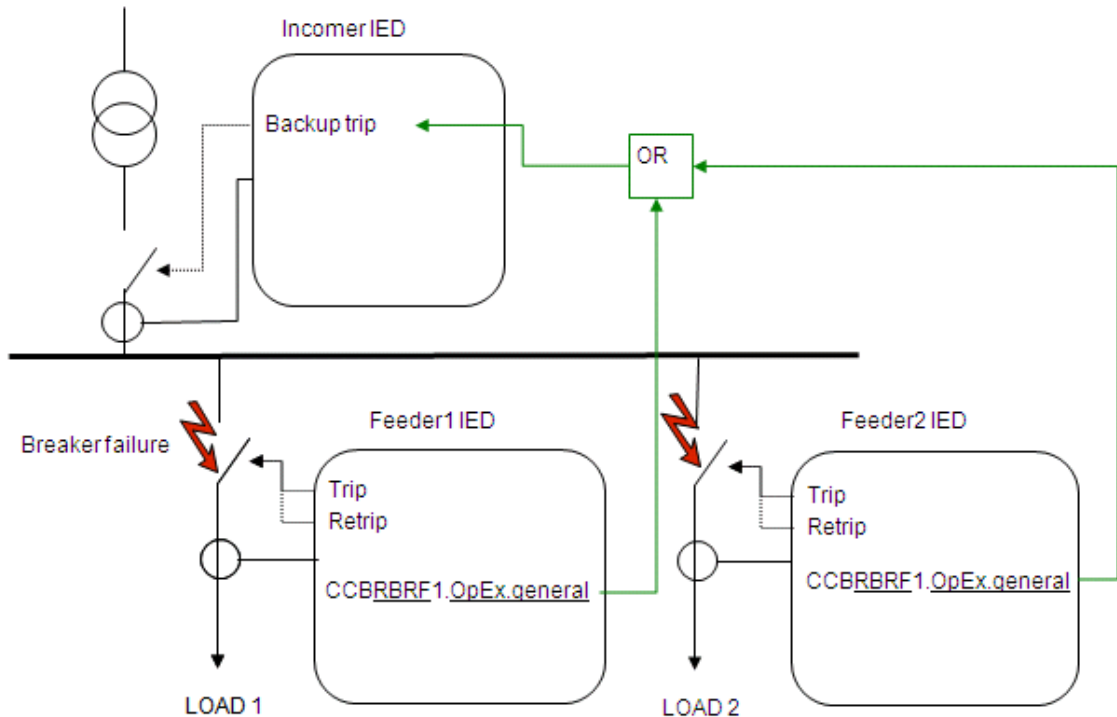 Incomer IED
Backup trip
OR
Breaker failure
Feeder1 IED
Trip
Retrip
CCBRBRF1.OpEx.general
LOAD 1
Feeder2 IED
Trip
Retrip
CCBRBRF1.OpEx.general
LOAD 2